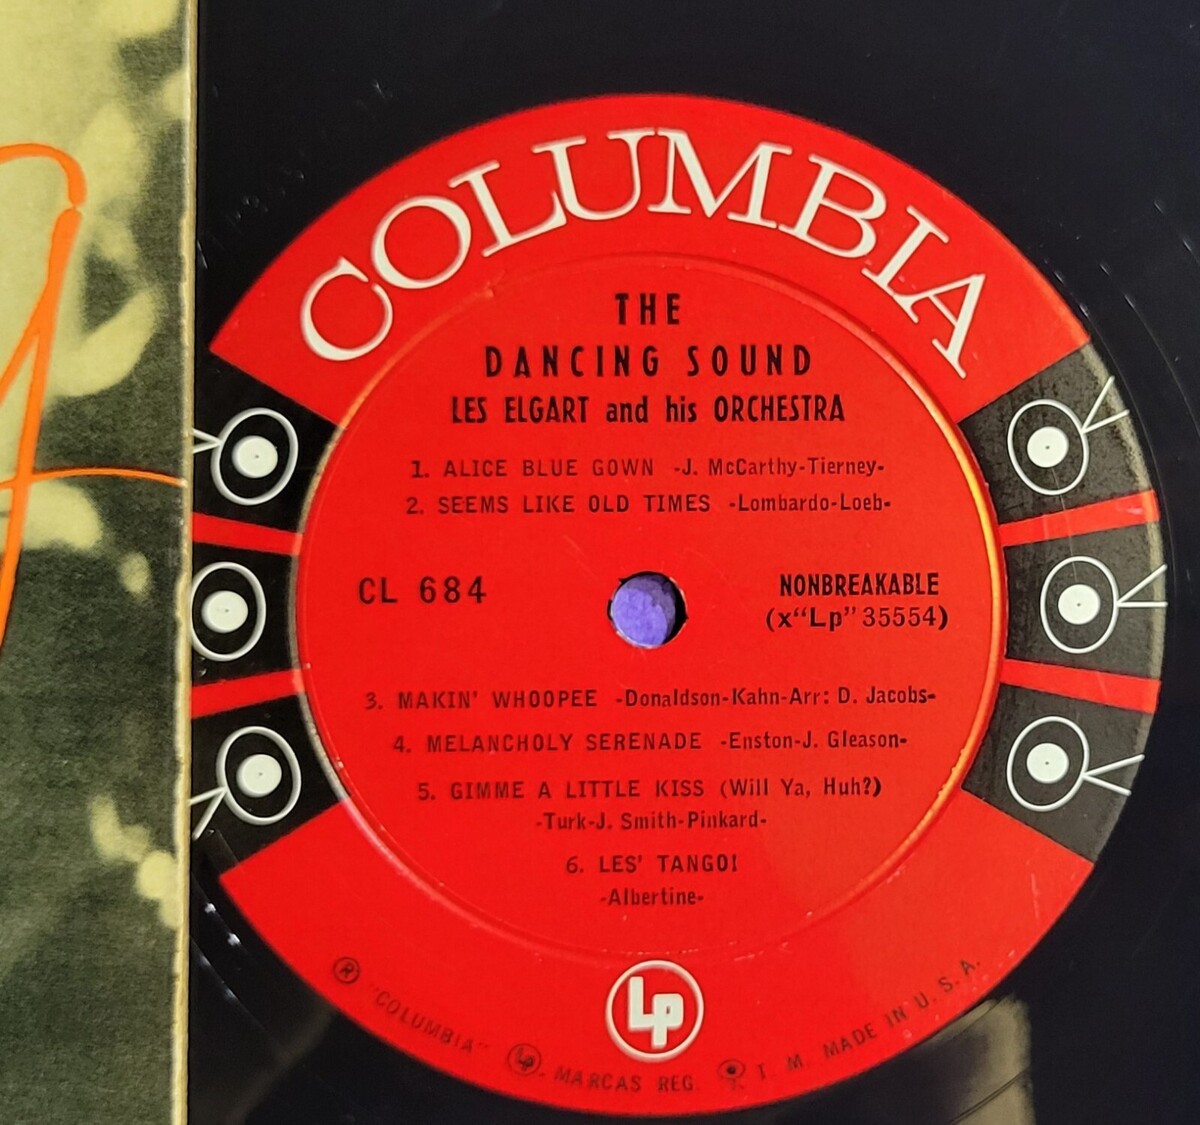 COLUMBIA
THE
DANCING SOUND
LES ELGART and his ORCHESTRA
1. ALICE BLUE GOWN -J. McCarthy-Tierney-
2. SEEMS LIKE OLD TIMES -Lombardo-Loeb-
CL 684
NONBREAKABLE
(x“Lp” 35554)
3. MAKIN' WHOOPEE -Donaldson-Kahn-Arr: D. Jacobs-
4. MELANCHOLY SERENADE -Enston-J. Gleason-
5. GIMME A LITTLE KISS (Will Ya, Huh?)
-Turk-J. Smith-Pinkard-
6. LES' TANGO!
-Albertine-
Lp
® "COLUMBIA" Lp, MARCAS REG. T. M. MADE IN U. S. A.